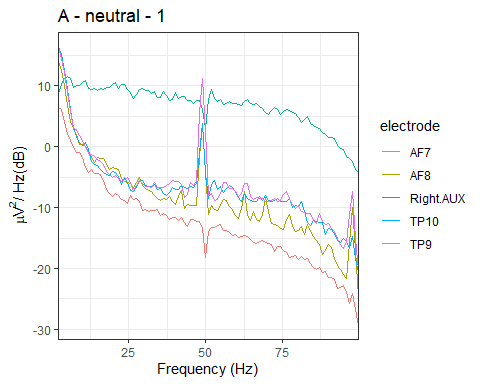 A - neutral - 1
10
0
-10
-20
-30
μV²/ Hz(dB)
25
50
75
Frequency (Hz)
electrode
AF7
AF8
Right.AUX
TP10
TP9